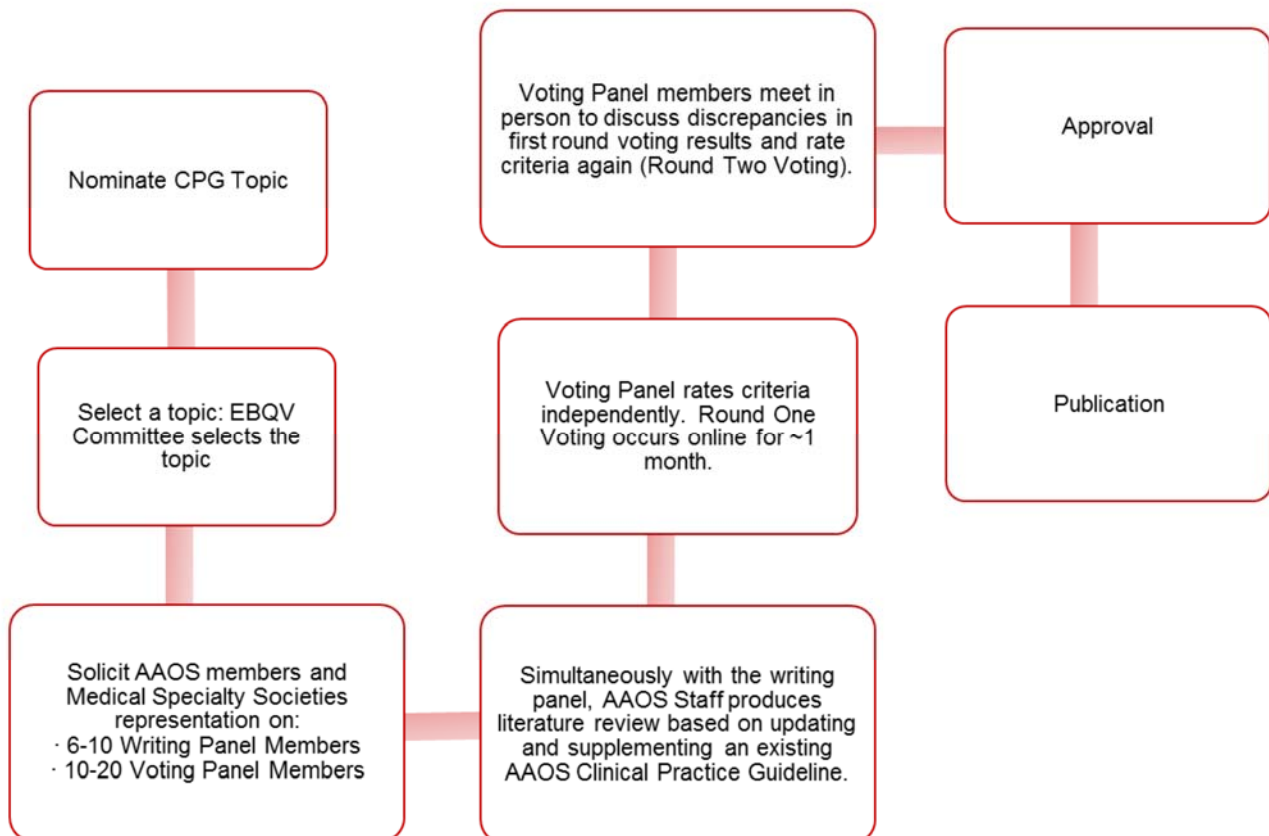 Nominate CPG Topic
Select a topic: EBQV
Committee selects the
topic
Solicit AAOS members and
Medical Specialty Societies
representation on:
· 6-10 Writing Panel Members
· 10-20 Voting Panel Members
Simultaneously with the writing
panel, AAOS Staff produces
literature review based on updating
and supplementing an existing
AAOS Clinical Practice Guideline.
Voting Panel rates criteria
independently. Round One
Voting occurs online for ~1
month.
Voting Panel members meet in
person to discuss discrepancies in
first round voting results and rate
criteria again (Round Two Voting).
Approval
Publication